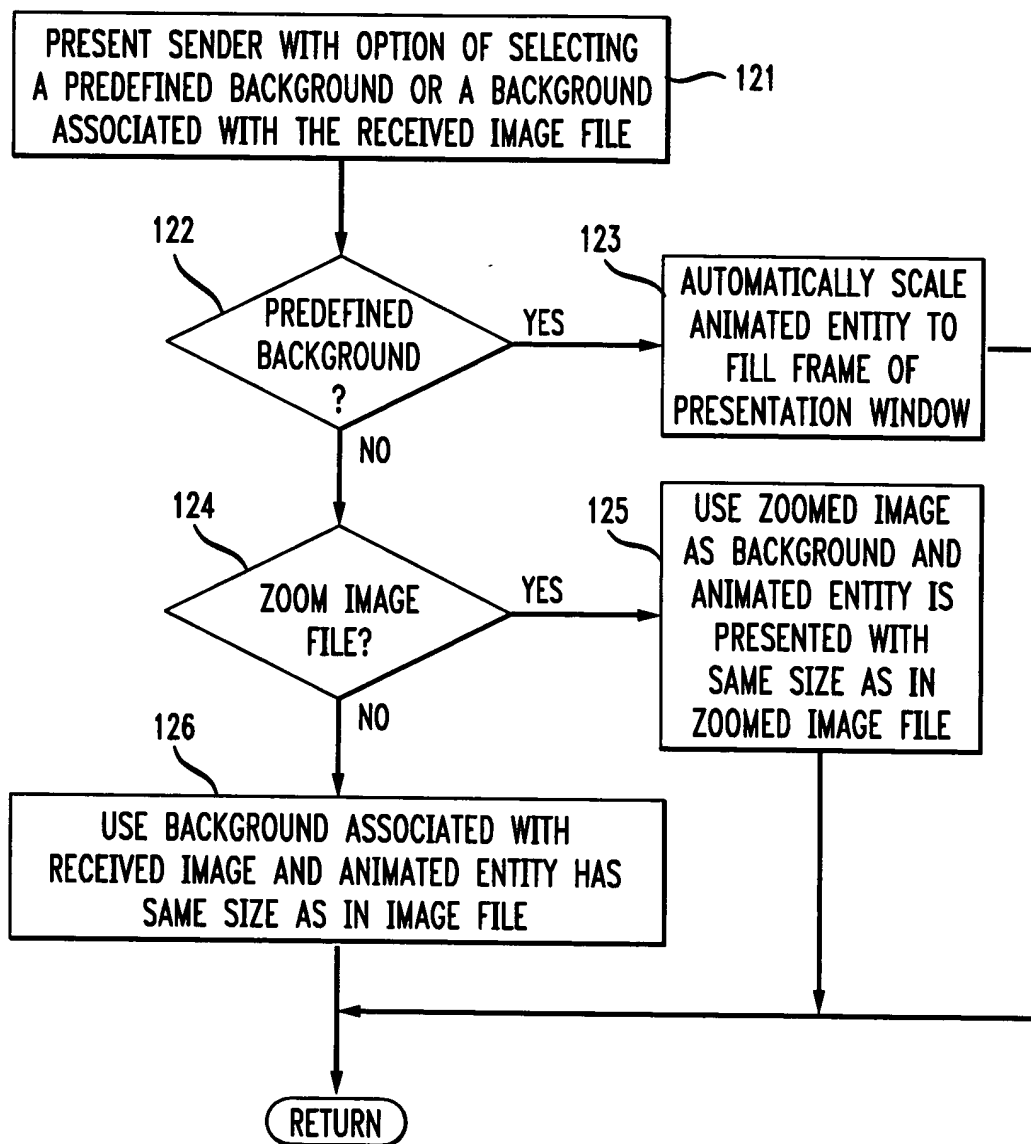 PRESENT SENDER WITH OPTION OF SELECTING
A PREDEFINED BACKGROUND OR A BACKGROUND
ASSOCIATED WITH THE RECEIVED IMAGE FILE
121
122
PREDEFINED
BACKGROUND
?
YES
NO
123
AUTOMATICALLY SCALE
ANIMATED ENTITY TO
FILL FRAME OF
PRESENTATION WINDOW
124
ZOOM IMAGE
FILE?
YES
NO
125
USE ZOOMED IMAGE
AS BACKGROUND AND
ANIMATED ENTITY IS
PRESENTED WITH
SAME SIZE AS IN
ZOOMED IMAGE FILE
126
USE BACKGROUND ASSOCIATED WITH
RECEIVED IMAGE AND ANIMATED ENTITY HAS
SAME SIZE AS IN IMAGE FILE
RETURN